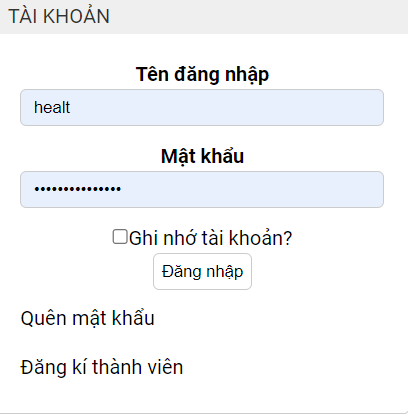 TÀI KHOẢN
Tên đăng nhập
healt
Mật khẩu
•••••••••••••••
Ghi nhớ tài khoản?
Đăng nhập
Quên mật khẩu
Đăng kí thành viên